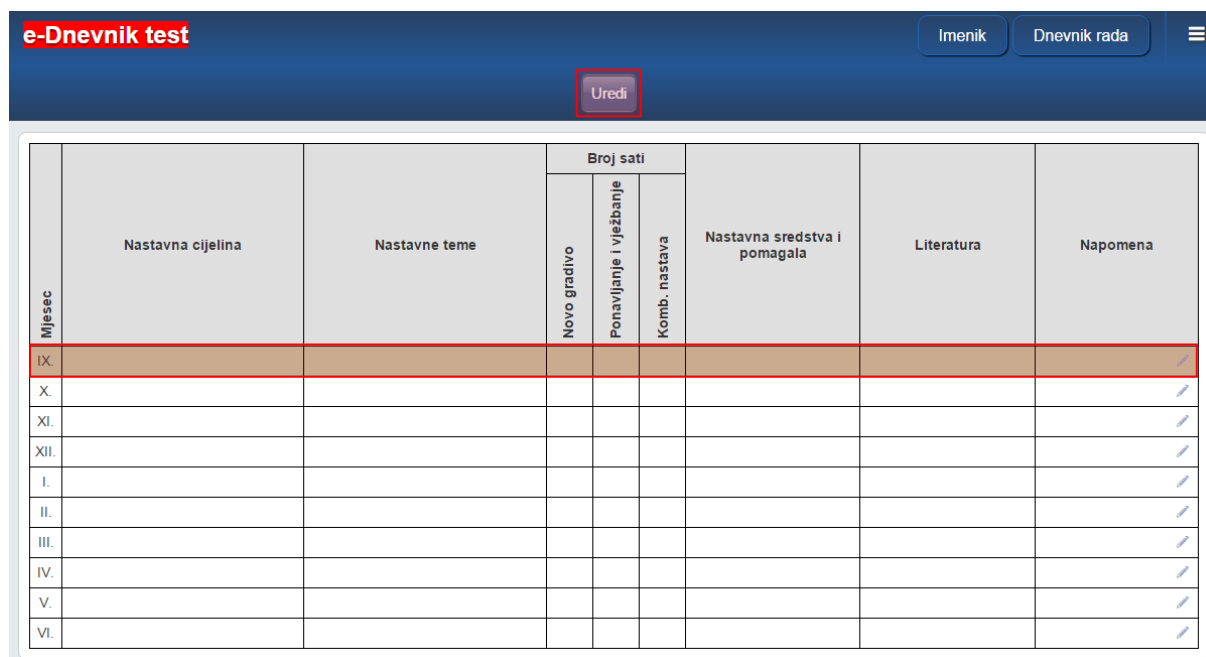 e-Dnevnik test
Imenik
Dnevnik rada
Uredi
Mjesec
Nastavna cijelina
Nastavne teme
Broj sati
Novo gradivo
Ponavljanje i vježbanje
Komb. nastava
Nastavna sredstva i
pomagala
Literatura
Napomena
IX.
X.
XI.
XII.
I.
II.
III.
IV.
V.
VI.